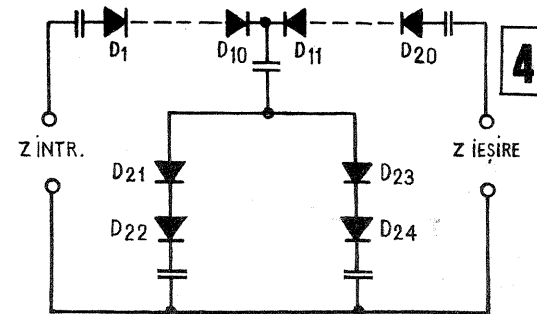 D1 D10 D11 D20
4
Z INTR.
Z IEȘIRE
D21 D23
D22 D24